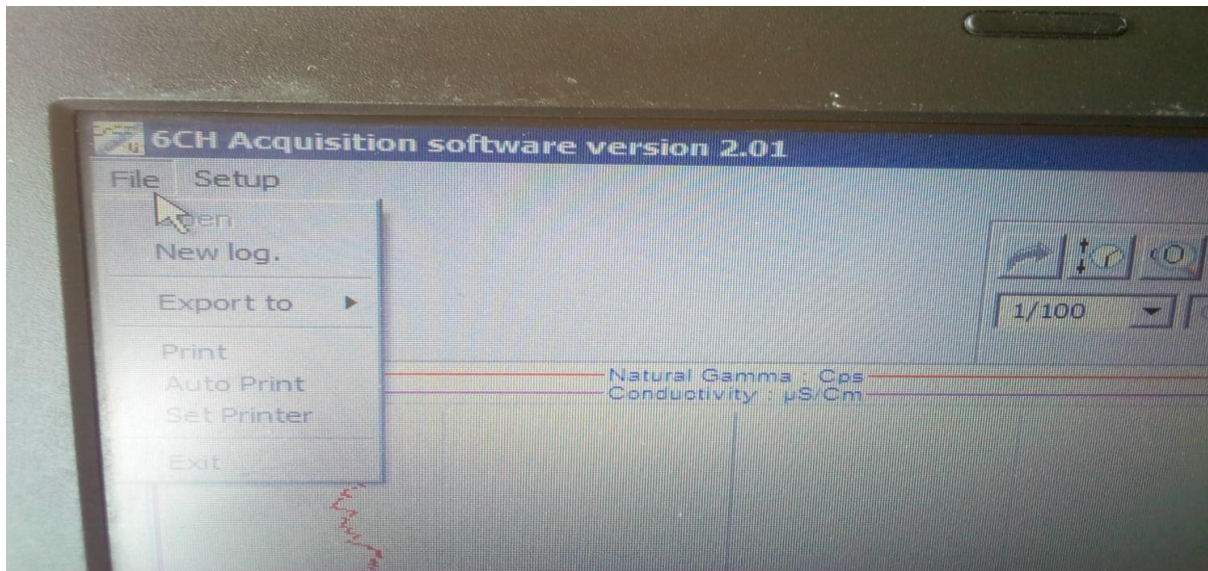 6CH Acquisition software version 2.01
File Setup
Open
New log.
Export to
Print
Auto Print
Set Printer
Exit
1/100
Natural Gamma : Cps
Conductivity : µS/Cm